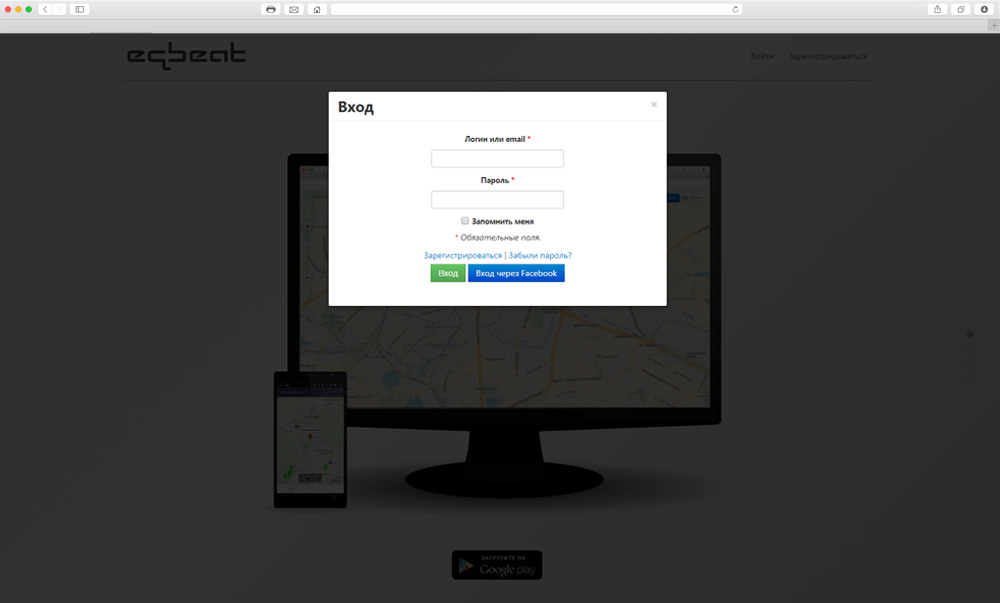 eqbeat
Войти Зарегистрироваться
Вход ×
Логин или email *
Пароль *
Запомнить меня
* Обязательные поля.
Зарегистрироваться | Забыли пароль?
Вход Вход через Facebook
ЗАГРУЗИТЕ НА
Google play